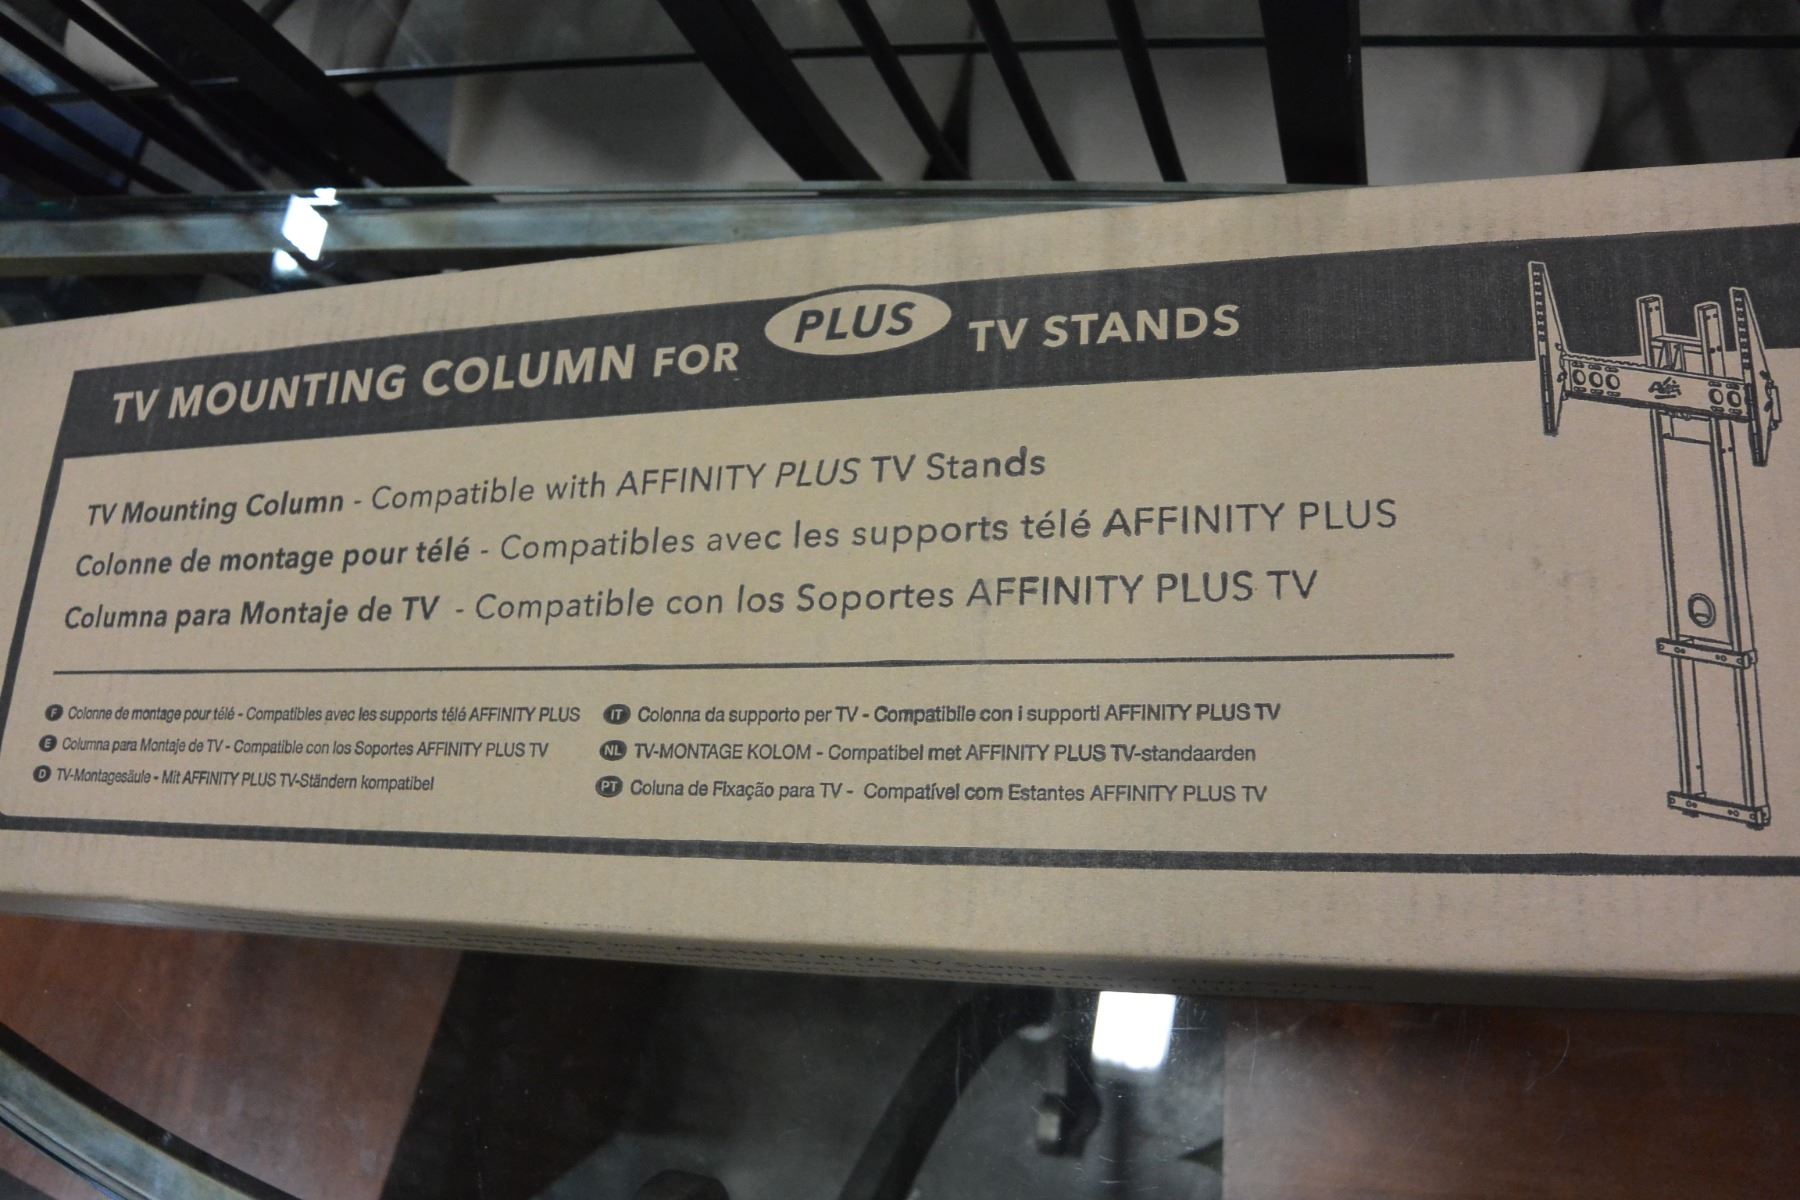 TV MOUNTING COLUMN FOR PLUS TV STANDS
TV Mounting Column - Compatible with AFFINITY PLUS TV Stands
Colonne de montage pour télé - Compatibles avec les supports télé AFFINITY PLUS
Columna para Montaje de TV - Compatible con los Soportes AFFINITY PLUS TV
F Colonne de montage pour télé - Compatibles avec les supports télé AFFINITY PLUS
E Columna para Montaje de TV - Compatible con los Soportes AFFINITY PLUS TV
D TV-Montagesäule - Mit AFFINITY PLUS TV-Ständern kompatibel
IT Colonna da supporto per TV - Compatibile con i supporti AFFINITY PLUS TV
NL TV-MONTAGE KOLOM - Compatibel met AFFINITY PLUS TV-standaarden
PT Coluna de Fixação para TV - Compatível com Estantes AFFINITY PLUS TV